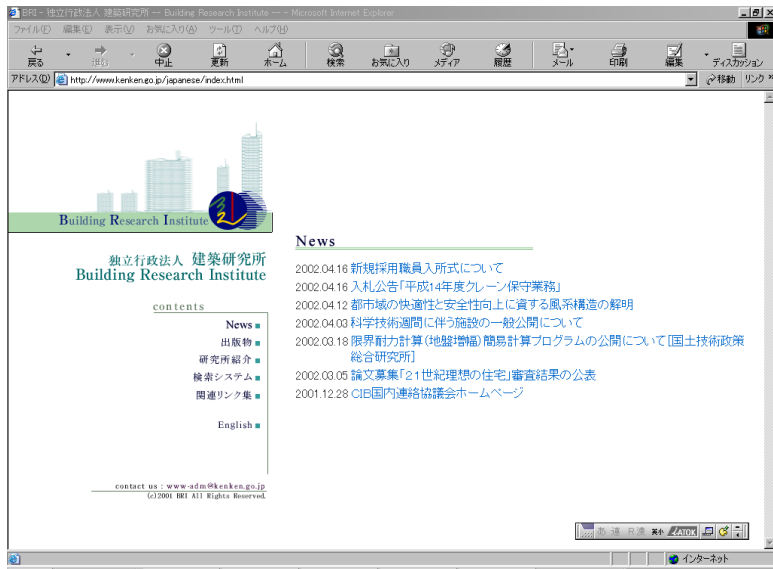 BRI - 独立行政法人 建築研究所 -- Building Research Institute -- - Microsoft Internet Explorer
ファイル(F) 編集(E) 表示(V) お気に入り(A) ツール(T) ヘルプ(H)
戻る 進む 中止 更新 ホーム 検索 お気に入り メディア 履歴 メール 印刷 編集 ディスカッション
アドレス(D) http://www.kenken.go.jp/japanese/index.html 移動 リンク »
Building Research Institute
独立行政法人 建築研究所
Building Research Institute
contents
News
出版物
研究所紹介
検索システム
関連リンク集
English
contact us : www-adm@kenken.go.jp
(c)2001 BRI All Rights Reserved.
News
2002.04.16 新規採用職員入所式について
2002.04.16 入札公告「平成14年度クレーン保守業務」
2002.04.12 都市域の快適性と安全性向上に資する風系構造の解明
2002.04.03 科学技術週間に伴う施設の一般公開について
2002.03.18 限界耐力計算(地盤増幅)簡易計算プログラムの公開について[国土技術政策
総合研究所]
2002.03.05 論文募集「21世紀理想の住宅」審査結果の公表
2001.12.28 CIB国内連絡協議会ホームページ
あ 連 R漢 ATOK
インターネット